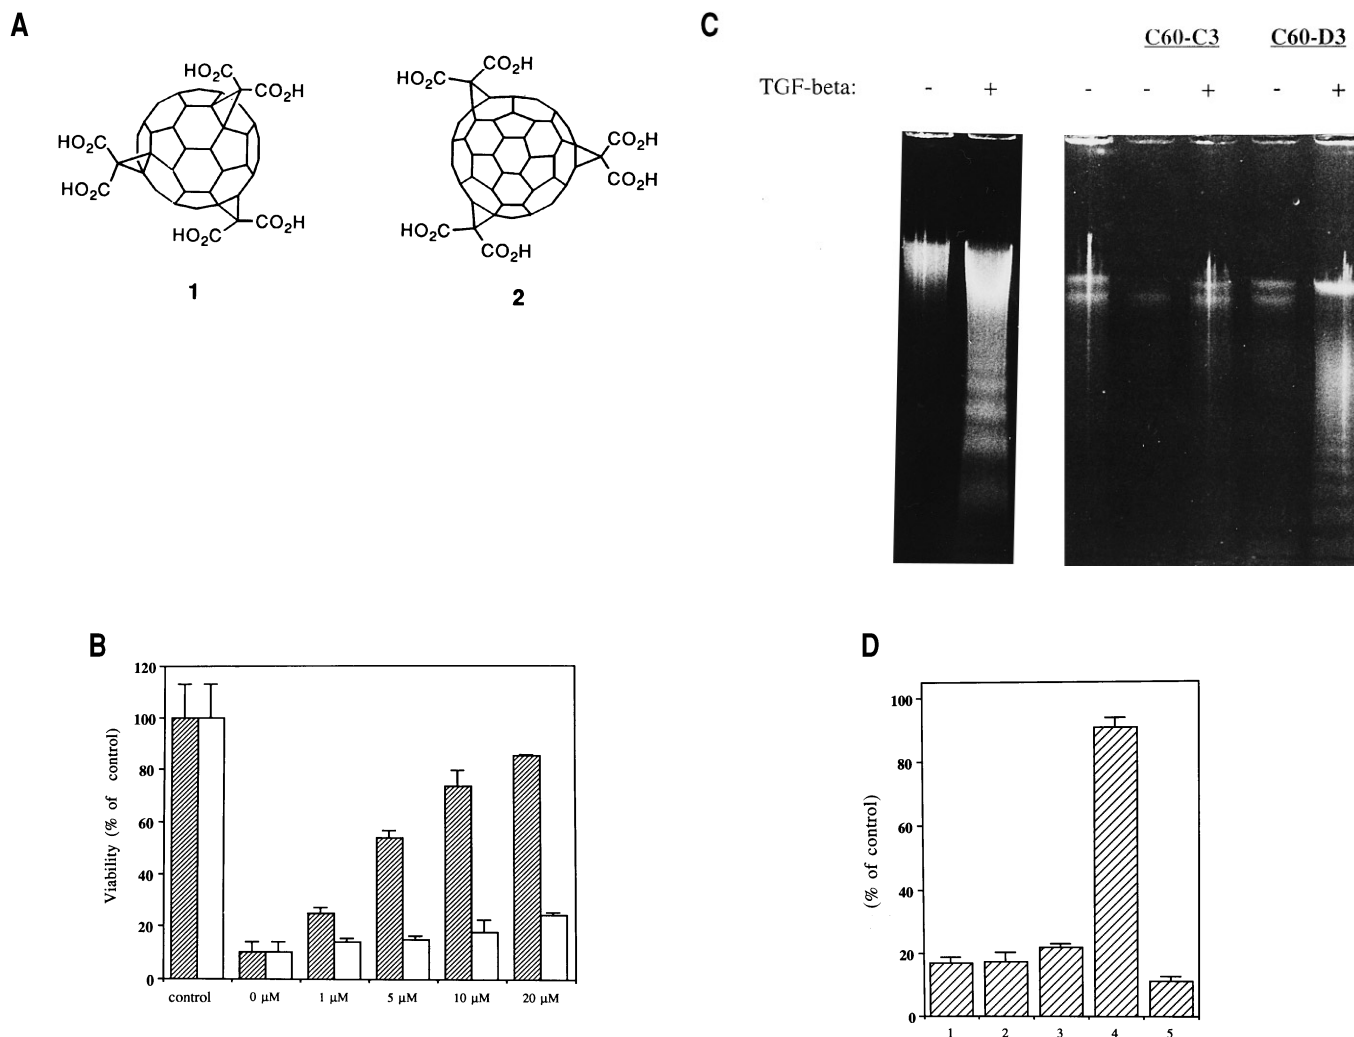 A
HO2C
CO2H
CO2H
HO2C
HO2C
HO2C
CO2H
1
HO2C
CO2H
CO2H
CO2H
HO2C
CO2H
CO2H
2
C
C60-C3 C60-D3
TGF-beta: - + - - + - +
B
Viability (% of control)
120
100
80
60
40
20
0
control 0 µM 1 µM 5 µM 10 µM 20 µM
D
(% of control)
100
80
60
40
20
0
1 2 3 4 5